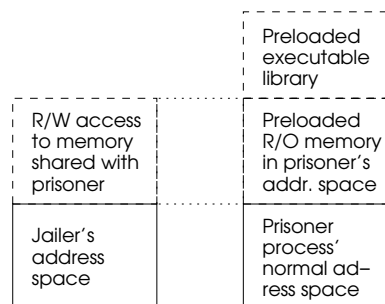 Preloaded
executable
library
R/W access
to memory
shared with
prisoner
Preloaded
R/O memory
in prisoner's
addr. space
Jailer's
address
space
Prisoner
process'
normal ad–
ress space